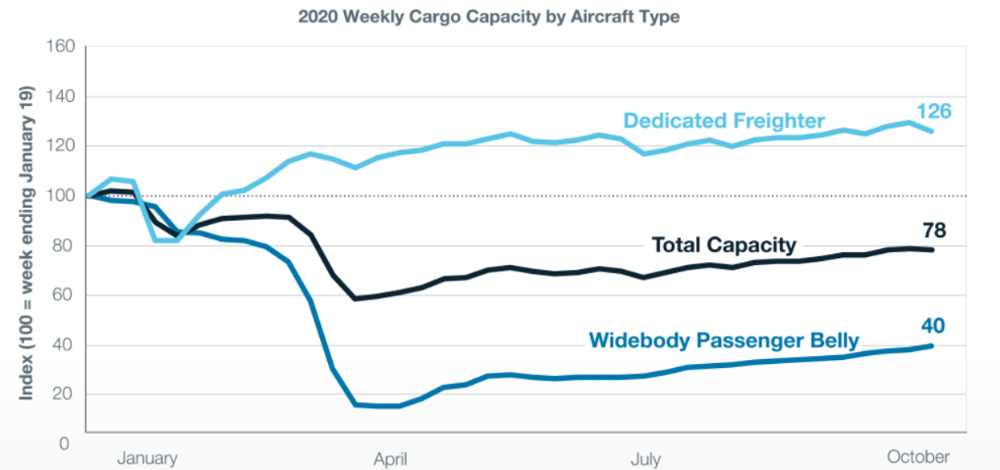 2020 Weekly Cargo Capacity by Aircraft Type
Index (100 = week ending January 19)
160
140
120
100
80
60
40
20
0
Dedicated Freighter
126
Total Capacity
78
Widebody Passenger Belly
40
January
April
July
October